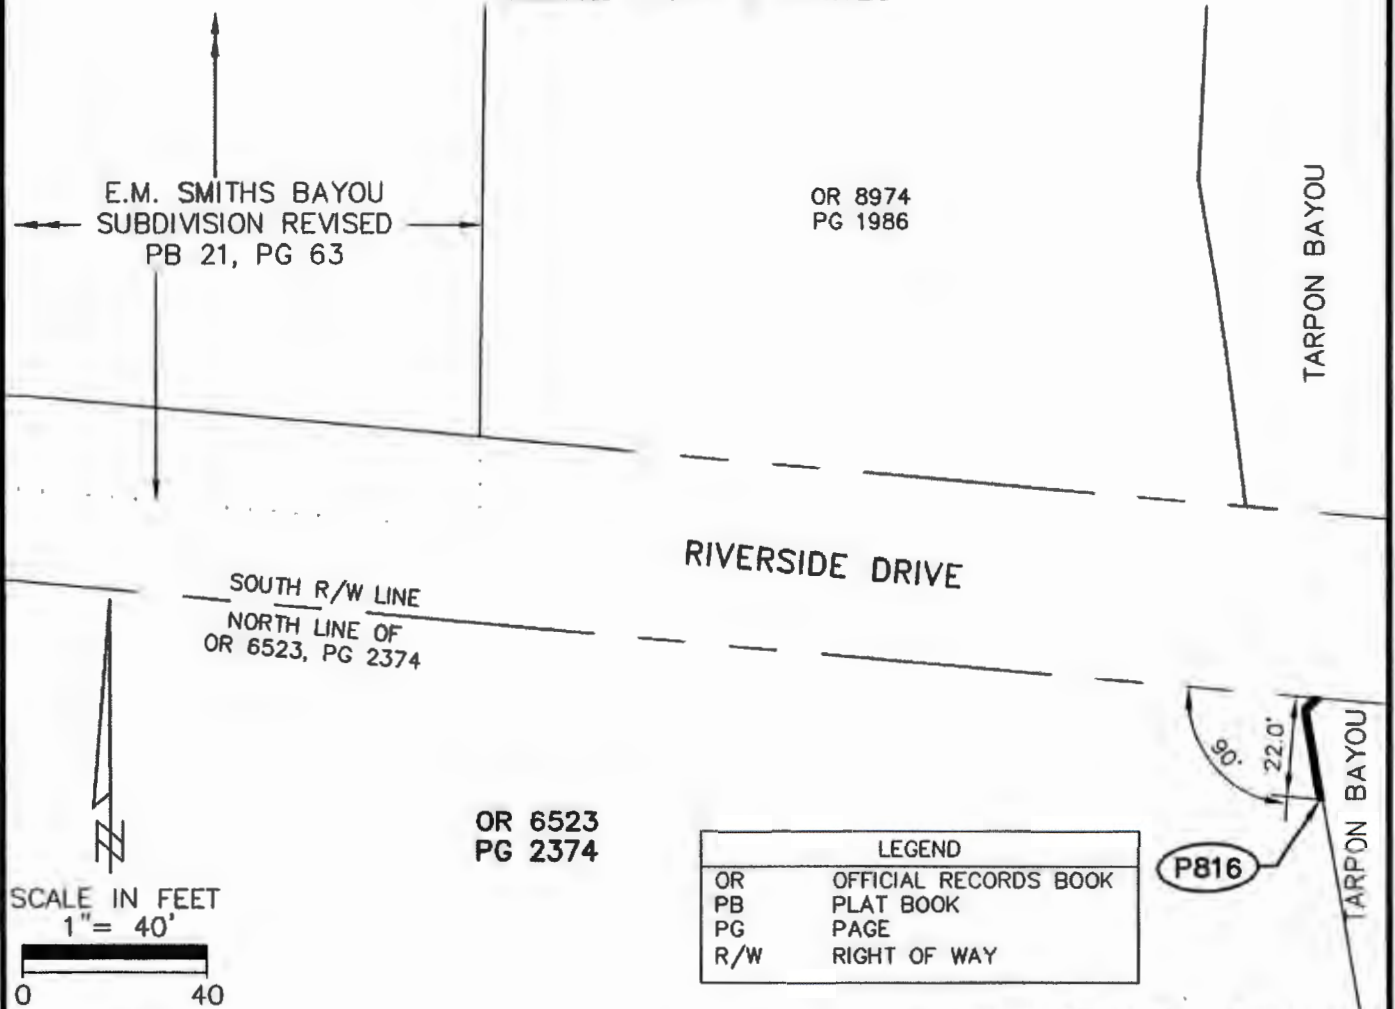 E.M. SMITHS BAYOU
SUBDIVISION REVISED
PB 21, PG 63
OR 8974
PG 1986
TARPON BAYOU
RIVERSIDE DRIVE
SOUTH R/W LINE
NORTH LINE OF
OR 6523, PG 2374
90°
22.0'
TARPON BAYOU
P816
OR 6523
PG 2374
N
SCALE IN FEET
1"= 40'
0 40
LEGEND
OR OFFICIAL RECORDS BOOK
PB PLAT BOOK
PG PAGE
R/W RIGHT OF WAY